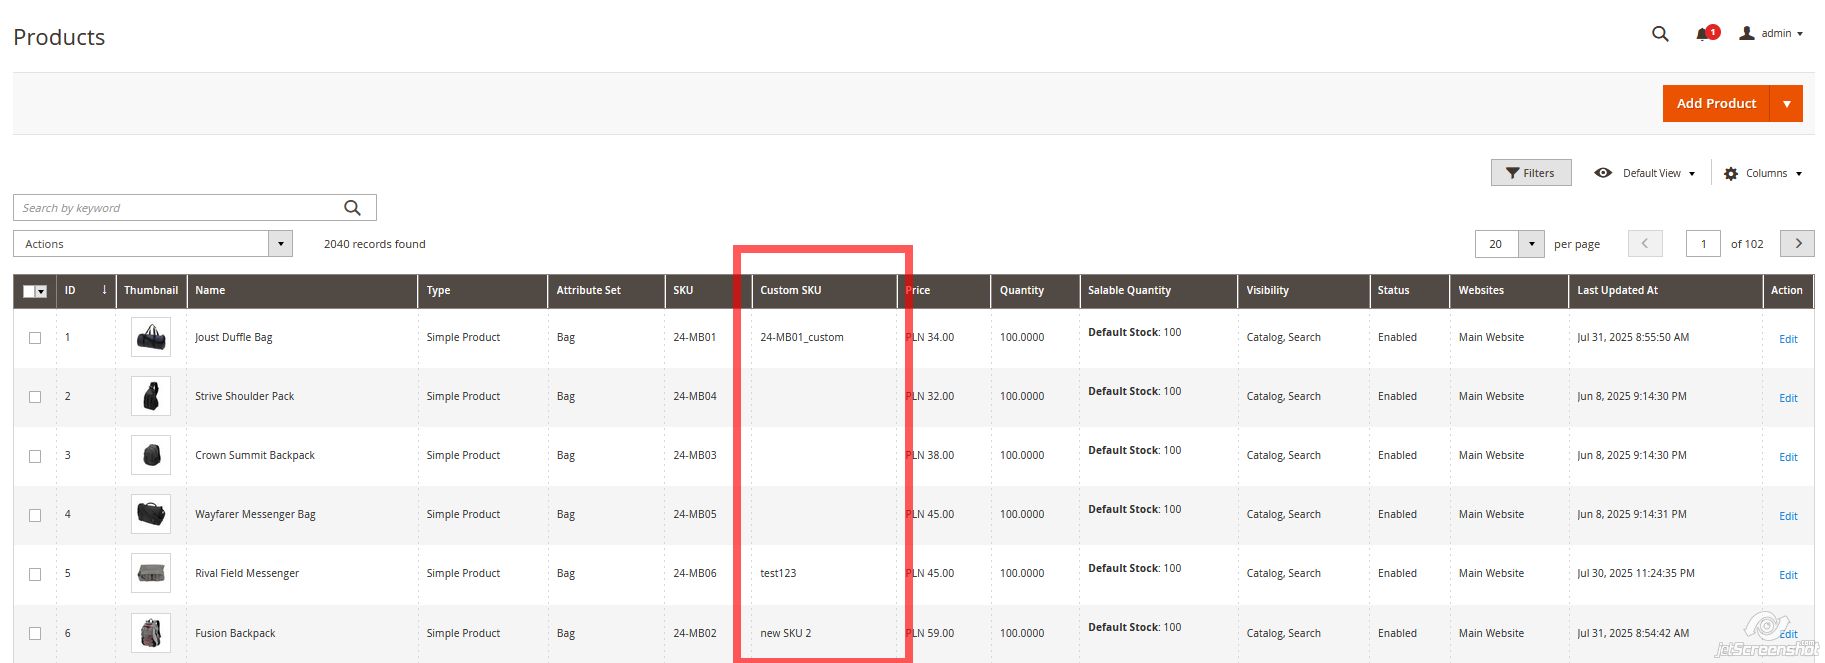 Products
1
admin
Add Product
Filters
Default View
Columns
Search by keyword
Actions
2040 records found
20
per page
1
of 102
ID ↓ Thumbnail Name Type Attribute Set SKU Custom SKU Price Quantity Salable Quantity Visibility Status Websites Last Updated At Action
1 Joust Duffle Bag Simple Product Bag 24-MB01 24-MB01_custom PLN 34.00 100.0000 Default Stock: 100 Catalog, Search Enabled Main Website Jul 31, 2025 8:55:50 AM Edit
2 Strive Shoulder Pack Simple Product Bag 24-MB04 PLN 32.00 100.0000 Default Stock: 100 Catalog, Search Enabled Main Website Jun 8, 2025 9:14:30 PM Edit
3 Crown Summit Backpack Simple Product Bag 24-MB03 PLN 38.00 100.0000 Default Stock: 100 Catalog, Search Enabled Main Website Jun 8, 2025 9:14:30 PM Edit
4 Wayfarer Messenger Bag Simple Product Bag 24-MB05 PLN 45.00 100.0000 Default Stock: 100 Catalog, Search Enabled Main Website Jun 8, 2025 9:14:31 PM Edit
5 Rival Field Messenger Simple Product Bag 24-MB06 test123 PLN 45.00 100.0000 Default Stock: 100 Catalog, Search Enabled Main Website Jul 30, 2025 11:24:35 PM Edit
6 Fusion Backpack Simple Product Bag 24-MB02 new SKU 2 PLN 59.00 100.0000 Default Stock: 100 Catalog, Search Enabled Main Website Jul 31, 2025 8:54:42 AM Edit
jetScreenshot.com